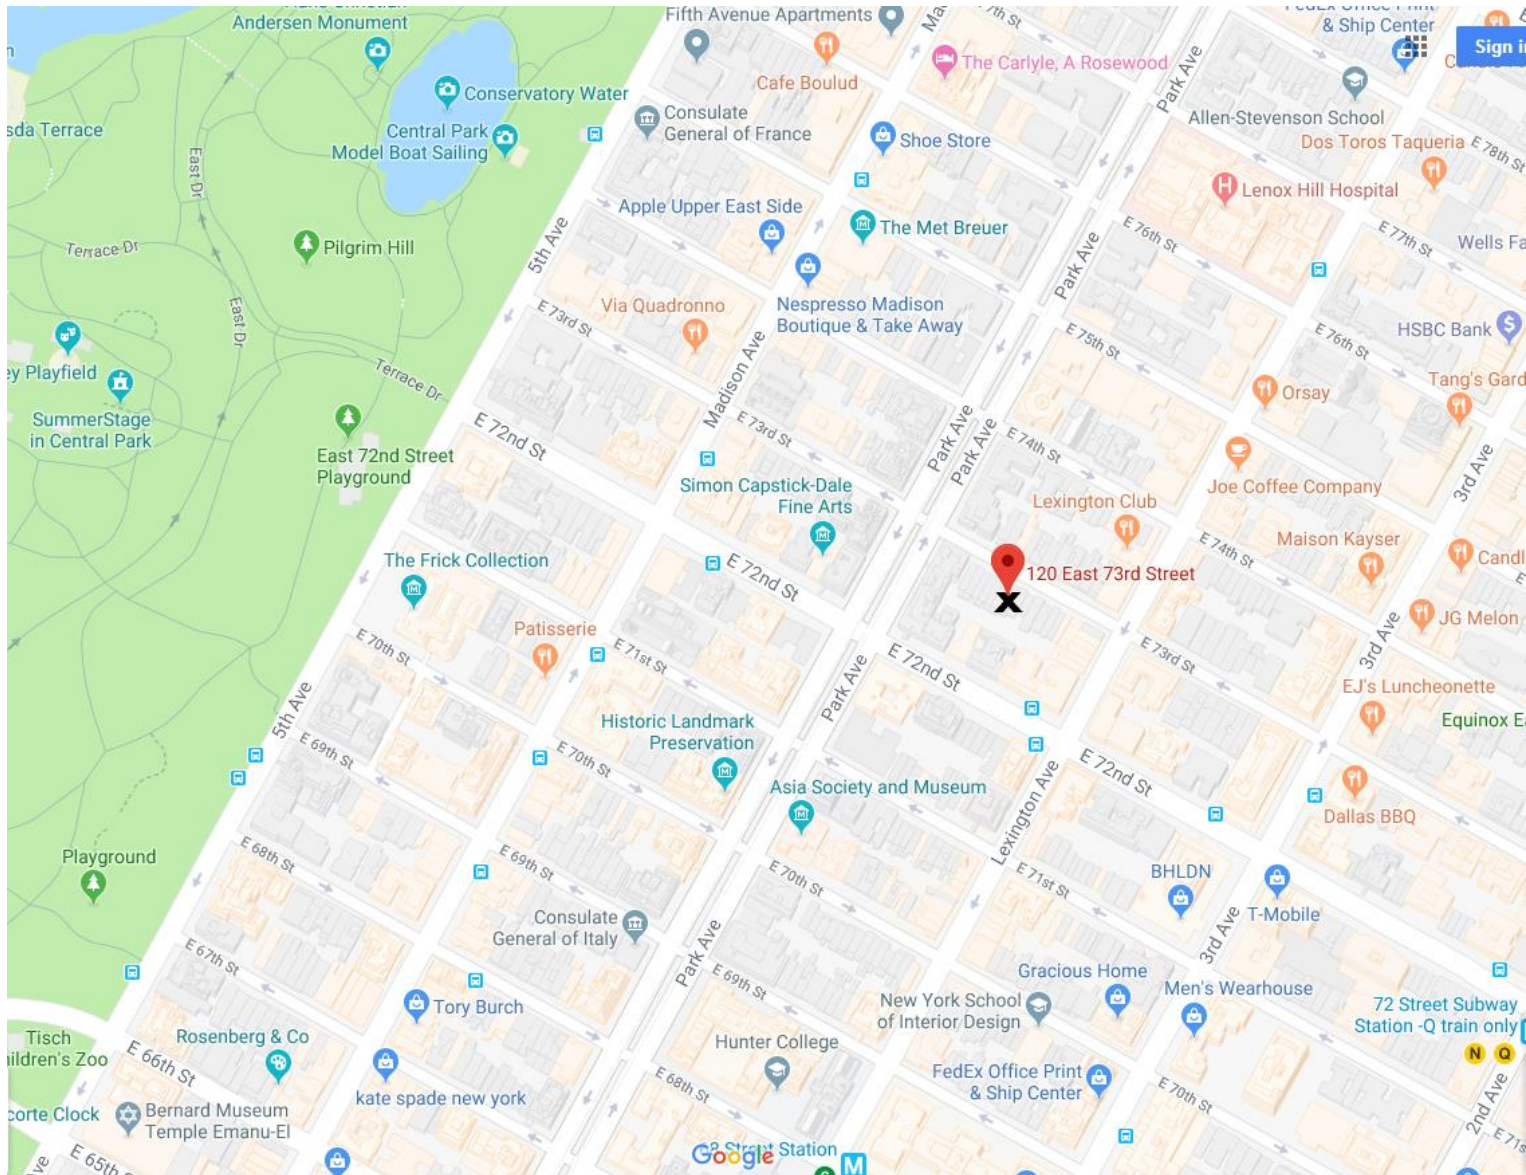 Andersen Monument
Fifth Avenue Apartments
77th St
& Ship Center
Sign i
Cafe Boulud
The Carlyle, A Rosewood
Park Ave
Conservatory Water
Consulate
General of France
Allen-Stevenson School
sda Terrace
Central Park
Model Boat Sailing
Shoe Store
Dos Toros Taqueria
E 78th St
East Dr
H
Lenox Hill Hospital
Apple Upper East Side
The Met Breuer
E 76th St
E 77th St
Wells Fa
Terrace Dr
Pilgrim Hill
5th Ave
Park Ave
Park Ave
East Dr
E 73rd St
Via Quadronno
Nespresso Madison
Boutique & Take Away
E 75th St
E 76th St
HSBC Bank
$
ey Playfield
Terrace Dr
Madison Ave
Orsay
Tang's Gard
SummerStage
in Central Park
E 72nd St
E 73rd St
Park Ave
Park Ave
E 74th St
East 72nd Street
Playground
Simon Capstick-Dale
Fine Arts
Lexington Club
Joe Coffee Company
3rd Ave
The Frick Collection
E 72nd St
120 East 73rd Street
X
E 74th St
Maison Kayser
Candl
Patisserie
E 70th St
E 71st St
E 72nd St
E 73rd St
3rd Ave
JG Melon
EJ's Luncheonette
Equinox E
5th Ave
Park Ave
Historic Landmark
Preservation
E 69th St
E 70th St
Asia Society and Museum
E 72nd St
Dallas BBQ
Lexington Ave
Playground
E 68th St
E 69th St
E 70th St
E 71st St
BHLDN
T-Mobile
3rd Ave
Consulate
General of Italy
E 67th St
Park Ave
E 69th St
Gracious Home
Men's Wearhouse
Tory Burch
New York School
of Interior Design
72 Street Subway
Station -Q train only
N Q
Tisch
hildren's Zoo
Rosenberg & Co
E 66th St
Hunter College
FedEx Office Print
& Ship Center
E 68th St
E 70th St
2nd Ave
kate spade new york
corte Clock
Bernard Museum
Temple Emanu-El
E 65th
Google
Station
M
E 71s